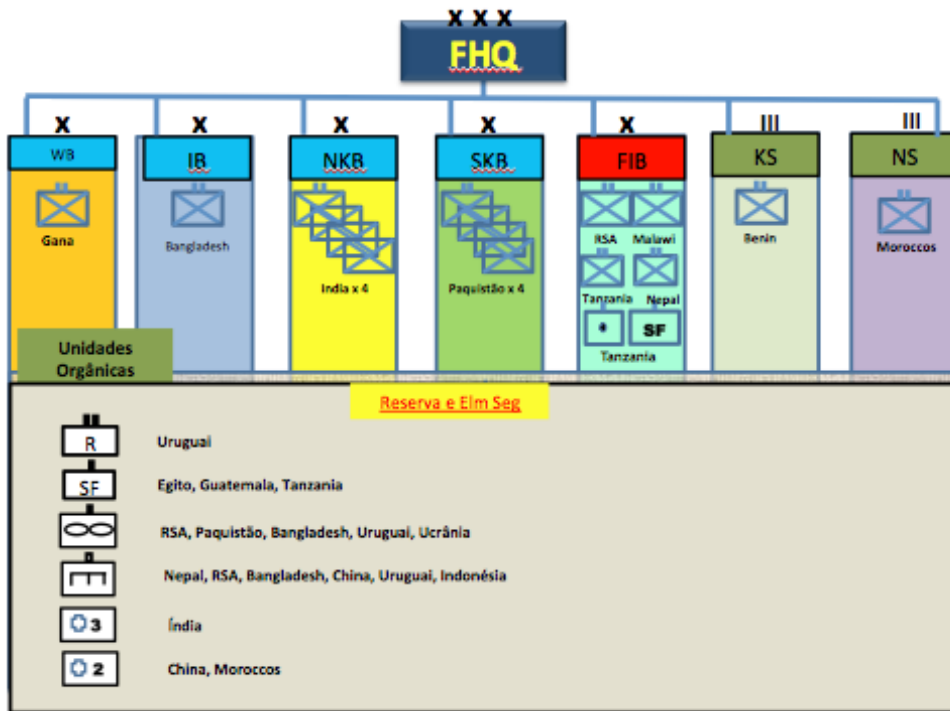 X X X
FHQ
X X X X X III III
WB IB NKB SKB FIB KS NS
Gana Bangladesh RSA Malawi Benin Moroccos
India x 4 Paquistão x 4 Tanzania Nepal
SF
Tanzania
Unidades
Orgânicas
Reserva e Elm Seg
R Uruguai
SF Egito, Guatemala, Tanzania
RSA, Paquistão, Bangladesh, Uruguai, Ucrânia
Nepal, RSA, Bangladesh, China, Uruguai, Indonésia
3 Índia
2 China, Moroccos